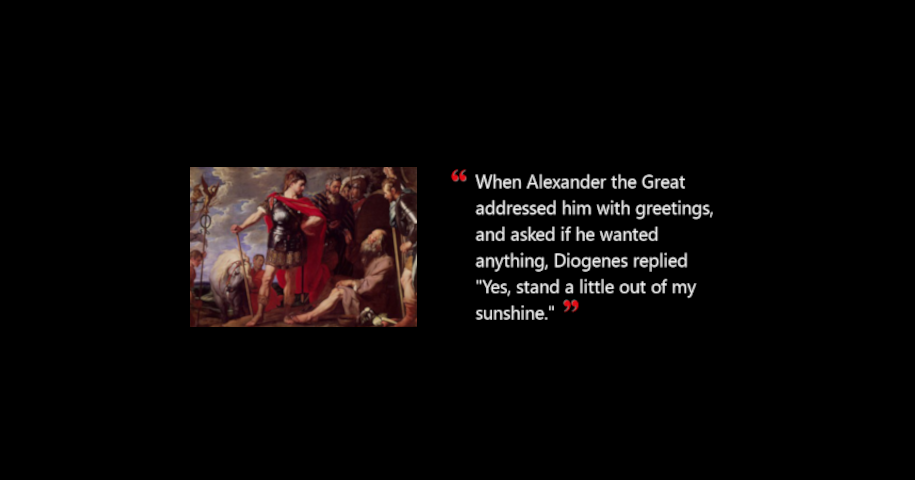 “ When Alexander the Great
addressed him with greetings,
and asked if he wanted
anything, Diogenes replied
"Yes, stand a little out of my
sunshine." ”